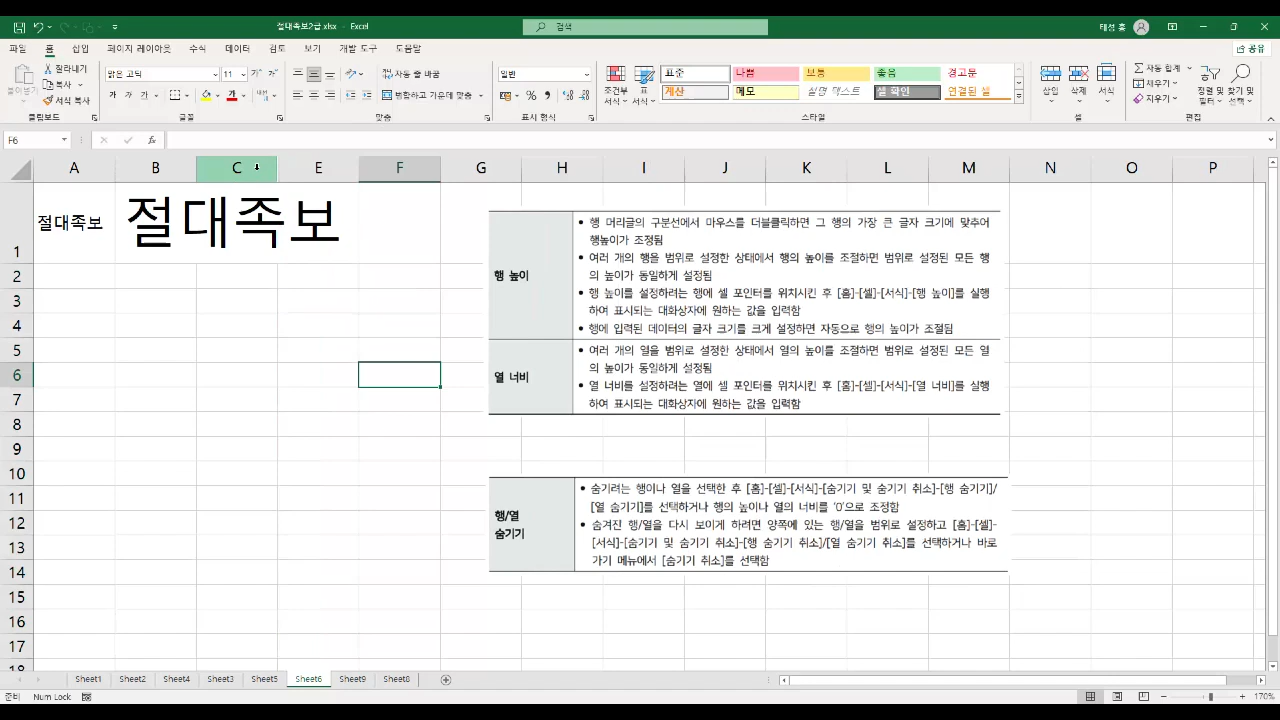 절대족보2급.xlsx - Excel
검색
태성 홍
파일 홈 삽입 페이지 레이아웃 수식 데이터 검토 보기 개발 도구 도움말
공유
잘라내기
복사
서식 복사
클립보드
맑은 고딕 11
글꼴
자동 줄 바꿈
병합하고 가운데 맞춤
맞춤
일반
표시 형식
조건부 서식
표 서식
표준 나쁨 보통 좋음 경고문
계산 메모 설명 텍스트 셀 확인 연결된 셀
스타일
삽입 삭제 서식
셀
자동 합계
채우기
지우기
정렬 및 필터
찾기 및 선택
편집
F6
A B C E F G H I J K L M N O P
1 절대족보 절대족보
2
3
4
5
6
7
8
9
10
11
12
13
14
15
16
17
18
행 높이
• 행 머리글의 구분선에서 마우스를 더블클릭하면 그 행의 가장 큰 글자 크기에 맞추어
행높이가 조정됨
• 여러 개의 행을 범위로 설정한 상태에서 행의 높이를 조절하면 범위로 설정된 모든 행
의 높이가 동일하게 설정됨
• 행 높이를 설정하려는 행에 셀 포인터를 위치시킨 후 [홈]-[셀]-[서식]-[행 높이]를 실행
하여 표시되는 대화상자에 원하는 값을 입력함
• 행에 입력된 데이터의 글자 크기를 크게 설정하면 자동으로 행의 높이가 조절됨
열 너비
• 여러 개의 열을 범위로 설정한 상태에서 열의 높이를 조절하면 범위로 설정된 모든 열
의 높이가 동일하게 설정됨
• 열 너비를 설정하려는 열에 셀 포인터를 위치시킨 후 [홈]-[셀]-[서식]-[열 너비]를 실행
하여 표시되는 대화상자에 원하는 값을 입력함
행/열
숨기기
• 숨기려는 행이나 열을 선택한 후 [홈]-[셀]-[서식]-[숨기기 및 숨기기 취소]-[행 숨기기]/
[열 숨기기]를 선택하거나 행의 높이나 열의 너비를 '0'으로 조정함
• 숨겨진 행/열을 다시 보이게 하려면 양쪽에 있는 행/열을 범위로 설정하고 [홈]-[셀]-
[서식]-[숨기기 및 숨기기 취소]-[행 숨기기 취소]/[열 숨기기 취소]를 선택하거나 바로
가기 메뉴에서 [숨기기 취소]를 선택함
Sheet1 Sheet2 Sheet4 Sheet3 Sheet5 Sheet6 Sheet9 Sheet8
준비 Num Lock
170%